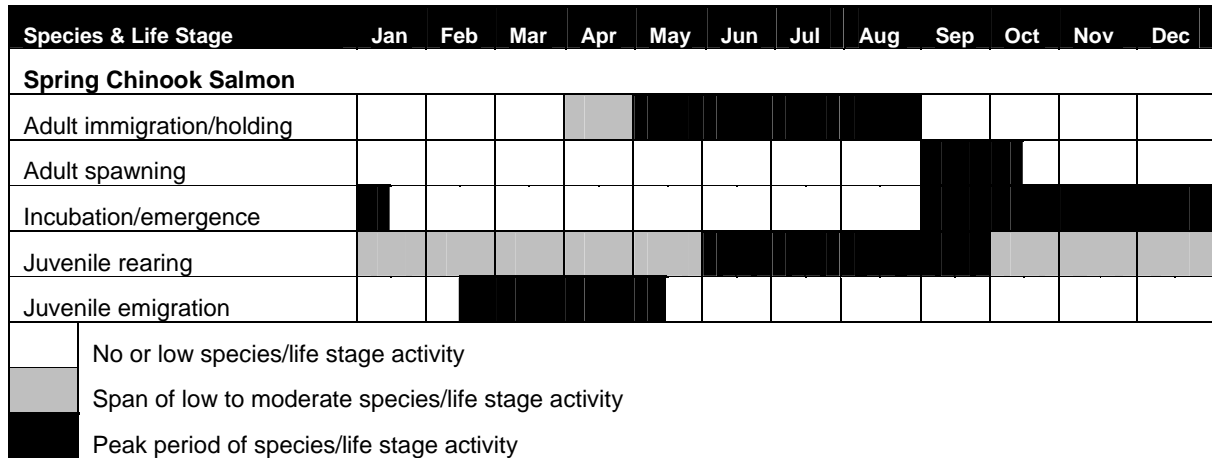 Species & Life Stage Jan Feb Mar Apr May Jun Jul Aug Sep Oct Nov Dec
Spring Chinook Salmon
Adult immigration/holding
Adult spawning
Incubation/emergence
Juvenile rearing
Juvenile emigration
No or low species/life stage activity
Span of low to moderate species/life stage activity
Peak period of species/life stage activity